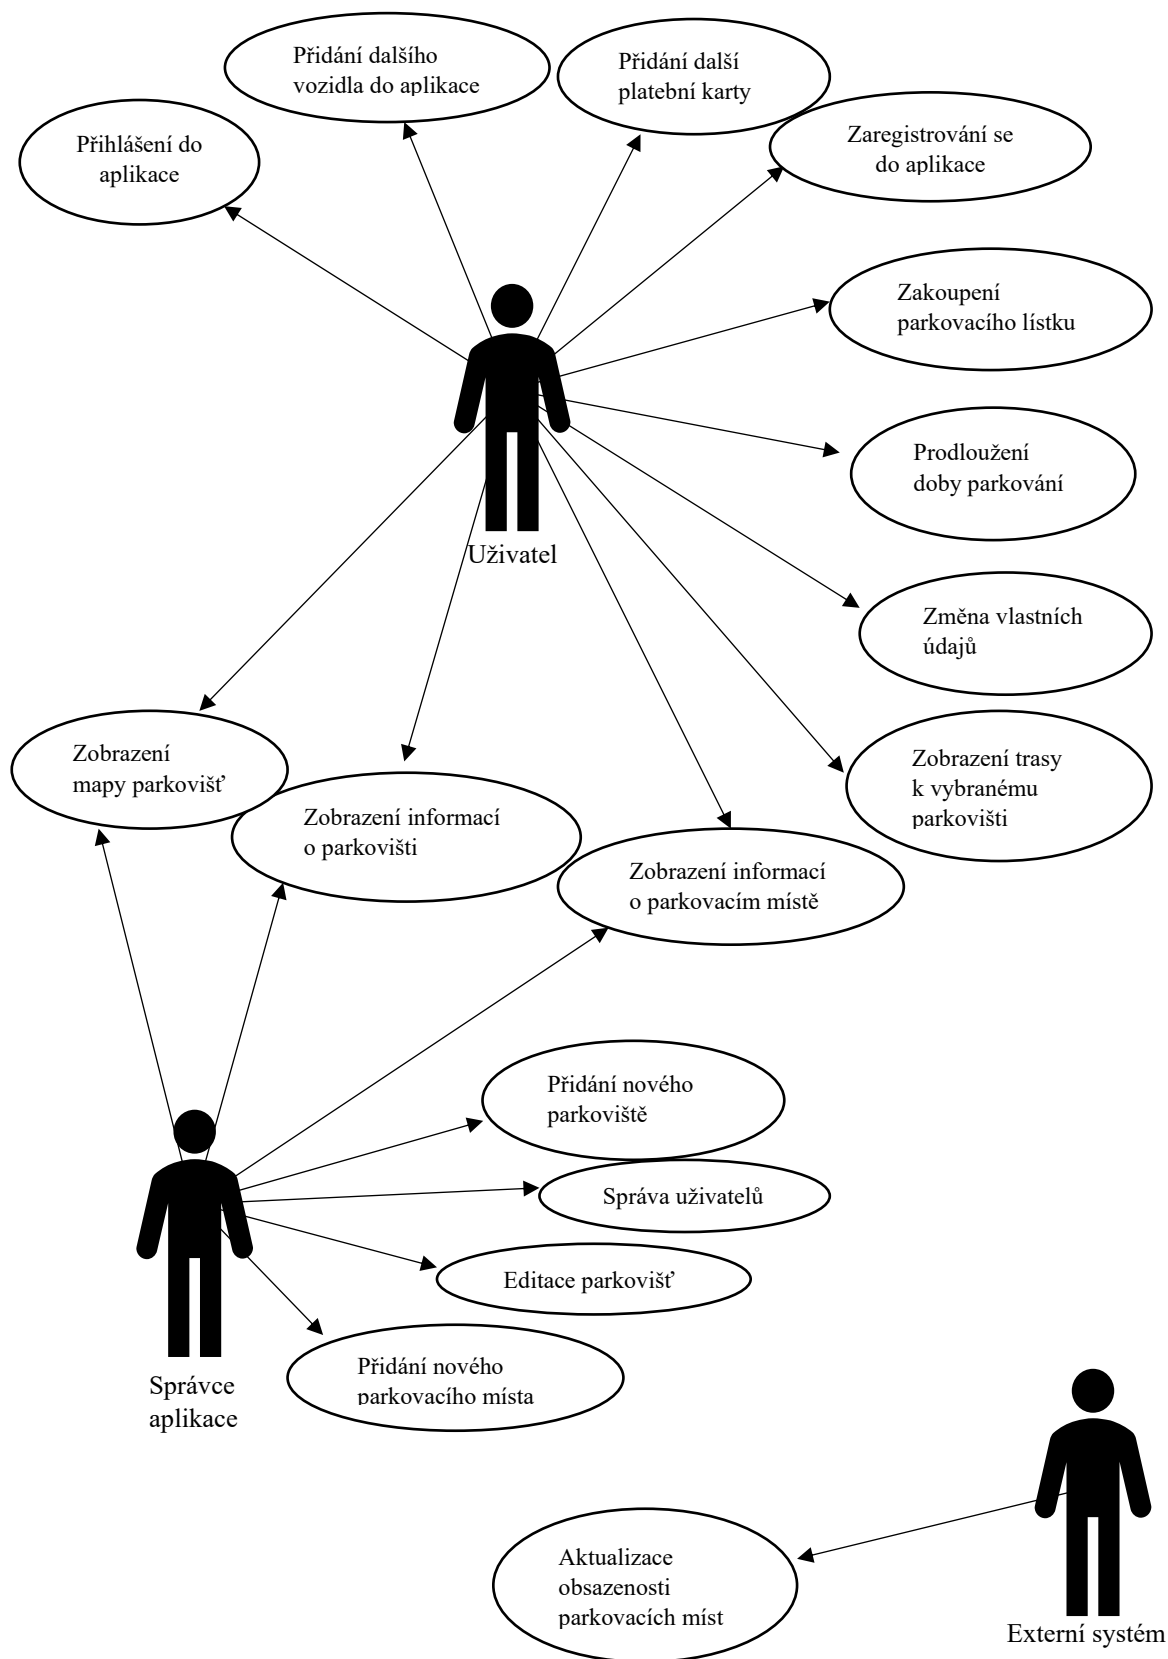 Přidání dalšího
vozidla do aplikace
Přidání další
platební karty
Přihlášení do
aplikace
Zaregistrování se
do aplikace
Zakoupení
parkovacího lístku
Prodloužení
doby parkování
Uživatel
Změna vlastních
údajů
Zobrazení
mapy parkovišť
Zobrazení trasy
k vybranému
parkovišti
Zobrazení informací
o parkovišti
Zobrazení informací
o parkovacím místě
Přidání nového
parkoviště
Správa uživatelů
Editace parkovišť
Přidání nového
parkovacího místa
Správce
aplikace
Aktualizace
obsazenosti
parkovacích míst
Externí systém